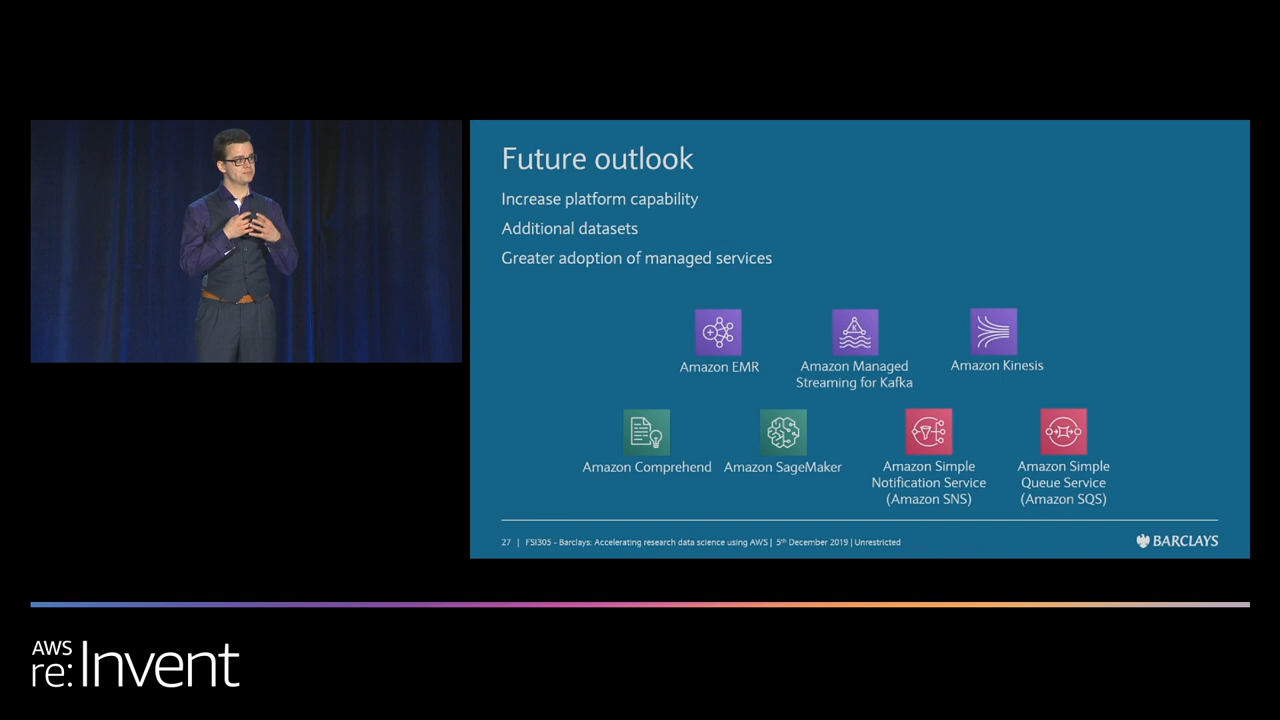 Future outlook
Increase platform capability
Additional datasets
Greater adoption of managed services
Amazon EMR
Amazon Managed
Streaming for Kafka
Amazon Kinesis
Amazon Comprehend
Amazon SageMaker
Amazon Simple
Notification Service
(Amazon SNS)
Amazon Simple
Queue Service
(Amazon SQS)
27 | FSI305 - Barclays: Accelerating research data science using AWS | 5th December 2019 | Unrestricted
BARCLAYS
AWS
re:Invent